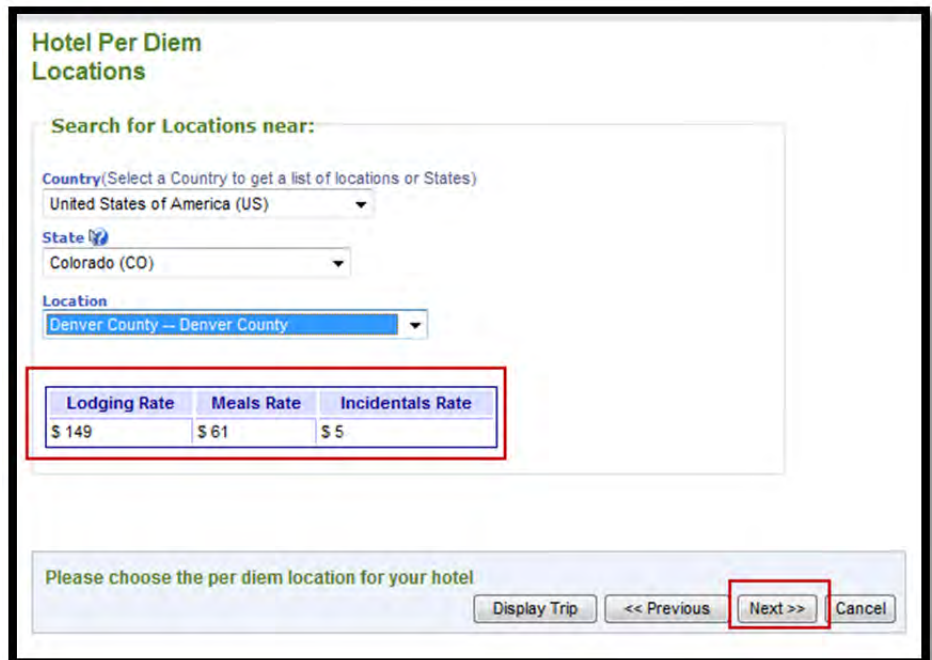 Hotel Per Diem
Locations
Search for Locations near:
Country(Select a Country to get a list of locations or States)
United States of America (US)
State
Colorado (CO)
Location
Denver County -- Denver County
Lodging Rate Meals Rate Incidentals Rate
$ 149 $ 61 $ 5
Please choose the per diem location for your hotel
Display Trip << Previous Next >> Cancel